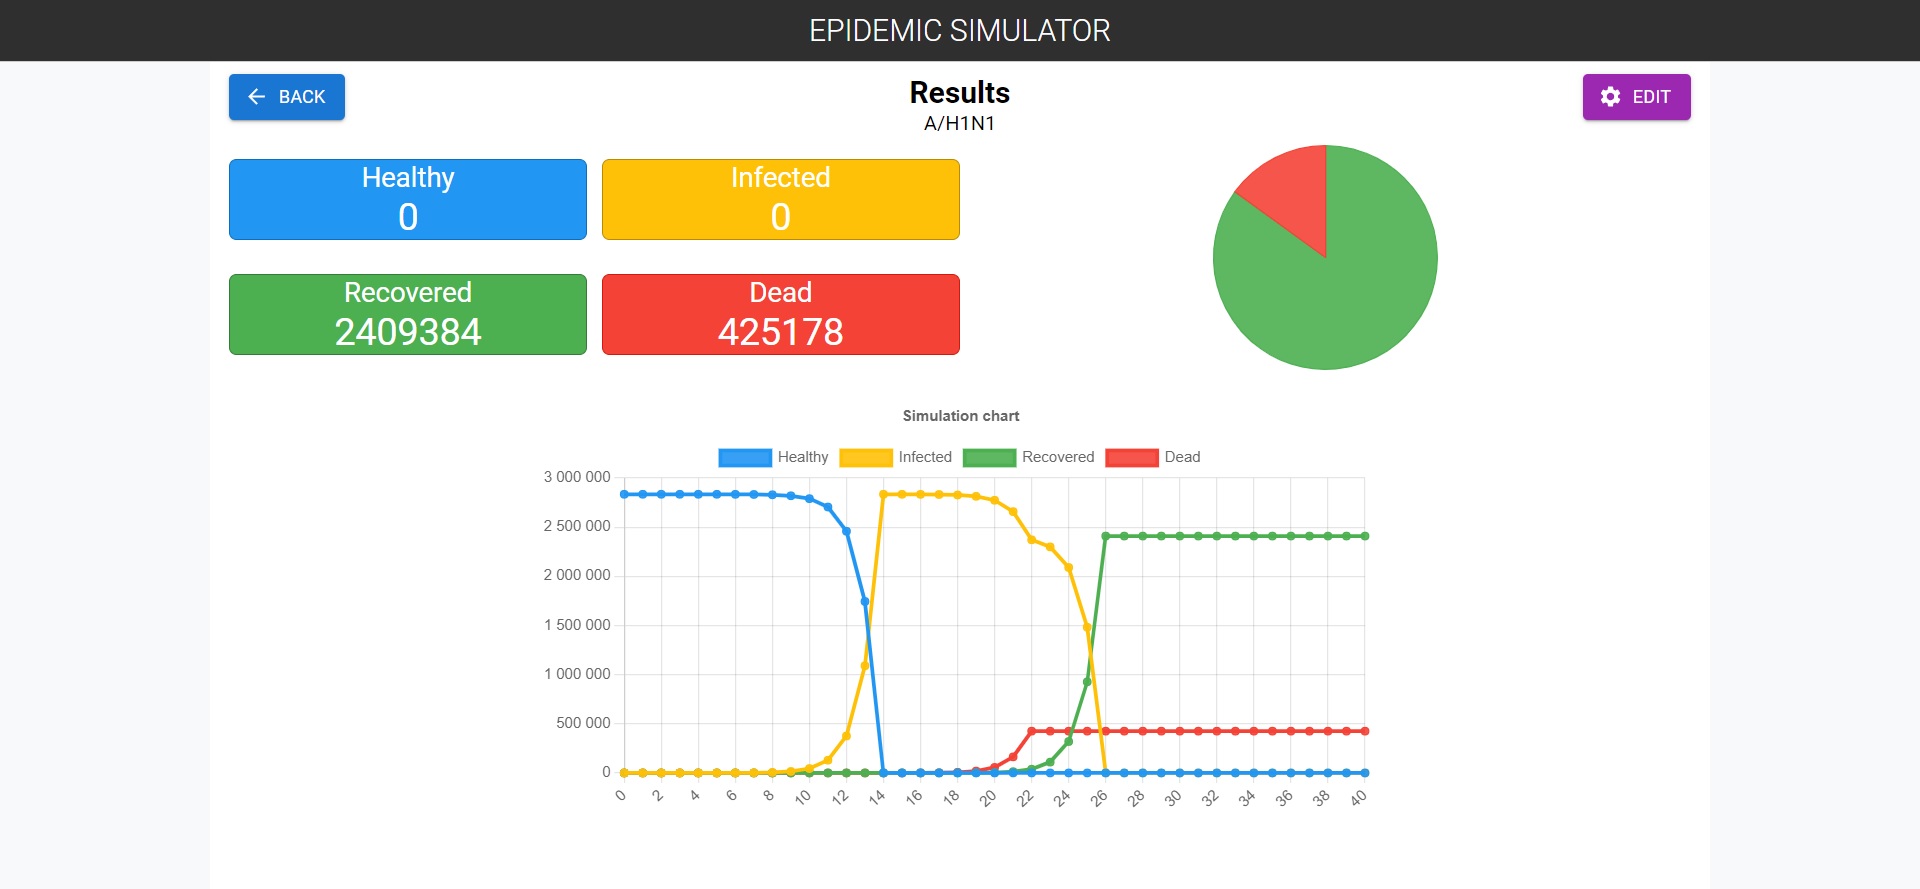 EPIDEMIC SIMULATOR
BACK
Results
EDIT
A/H1N1
Healthy
0
Infected
0
Recovered
2409384
Dead
425178
Simulation chart
Healthy Infected Recovered Dead
3 000 000
2 500 000
2 000 000
1 500 000
1 000 000
500 000
0
0 2 4 6 8 10 12 14 16 18 20 22 24 26 28 30 32 34 36 38 40